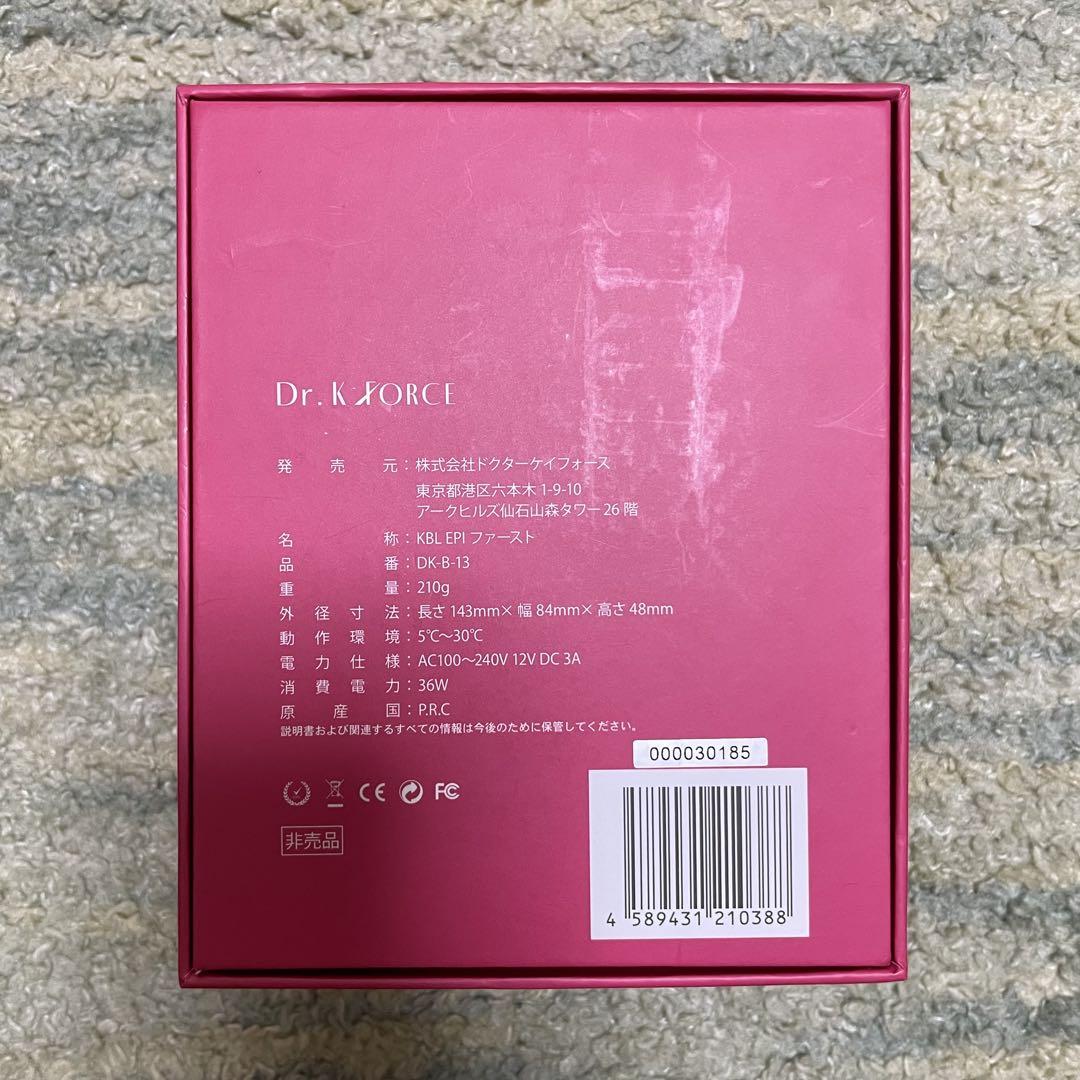 Dr. K FORCE
発売元：株式会社ドクターケイフォース
東京都港区六本木 1-9-10
アークヒルズ仙石山森タワー 26 階
名称：KBL EPI ファースト
品番：DK-B-13
重量：210g
外径寸法：長さ 143mm× 幅 84mm× 高さ 48mm
動作環境：5℃～30℃
電力仕様：AC100～240V 12V DC 3A
消費電力：36W
原産国：P.R.C
説明書および関連するすべての情報は今後のために保管してください。
000030185
CE FC
非売品
4 589431 210388